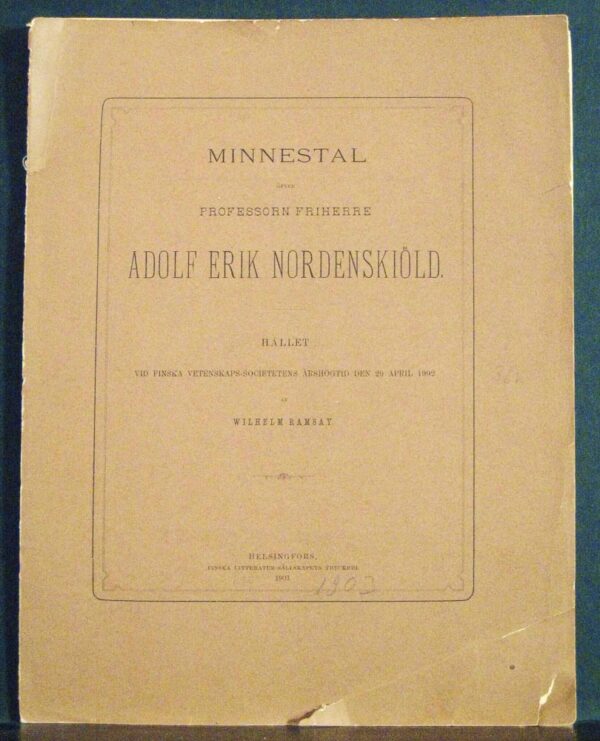 MINNESTAL
ÖFVER
PROFESSORN FRIHERRE
ADOLF ERIK NORDENSKIÖLD.
HÅLLET
VID FINSKA VETENSKAPS-SOCIETETENS ÅRSHÖGTID DEN 29 APRIL 1902
AF
WILHELM RAMSAY.
HELSINGFORS,
FINSKA LITTERATUR-SÄLLSKAPETS TRYCKERI.
1903